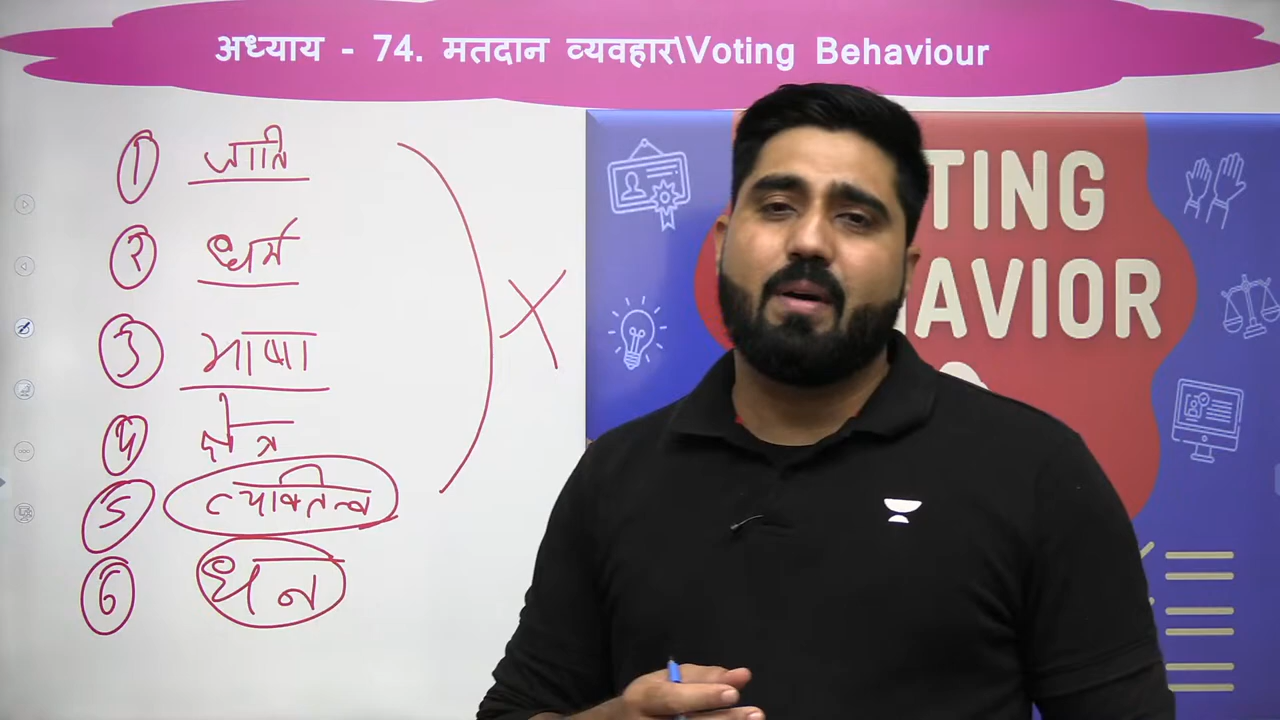 अध्याय - 74. मतदान व्यवहार\Voting Behaviour
① जाति
② धर्म
③ भाषा
④ क्षेत्र
⑤ व्यक्तित्व
⑥ धन
TING
AVIOR